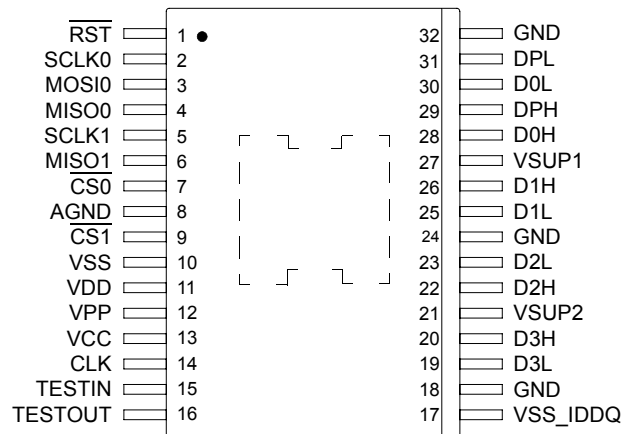 RST 1 32 GND
SCLK0 2 31 DPL
MOSI0 3 30 D0L
MISO0 4 29 DPH
SCLK1 5 28 D0H
MISO1 6 27 VSUP1
CS0 7 26 D1H
AGND 8 25 D1L
CS1 9 24 GND
VSS 10 23 D2L
VDD 11 22 D2H
VPP 12 21 VSUP2
VCC 13 20 D3H
CLK 14 19 D3L
TESTIN 15 18 GND
TESTOUT 16 17 VSS_IDDQ